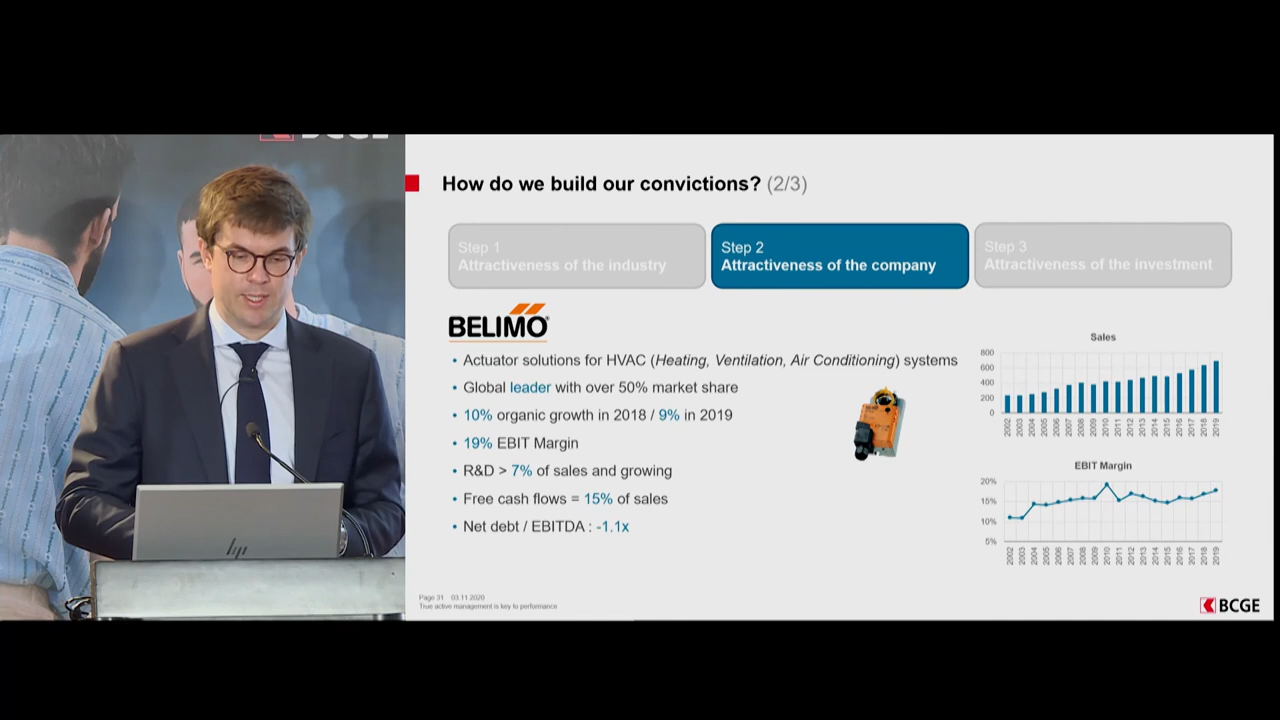 BCGE
How do we build our convictions? (2/3)
Step 1
Attractiveness of the industry
Step 2
Attractiveness of the company
Step 3
Attractiveness of the investment
BELIMO®
• Actuator solutions for HVAC (Heating, Ventilation, Air Conditioning) systems
• Global leader with over 50% market share
• 10% organic growth in 2018 / 9% in 2019
• 19% EBIT Margin
• R&D > 7% of sales and growing
• Free cash flows = 15% of sales
• Net debt / EBITDA : -1.1x
BELIMO
Sales
800
600
400
200
0
2002 2003 2004 2005 2006 2007 2008 2009 2010 2011 2012 2013 2014 2015 2016 2017 2018 2019
EBIT Margin
20%
15%
10%
5%
2002 2003 2004 2005 2006 2007 2008 2009 2010 2011 2012 2013 2014 2015 2016 2017 2018 2019
hp
Page 31 03.11.2020
True active management is key to performance
BCGE